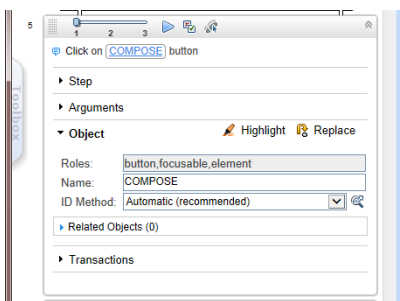 5
1 2 3
Click on COMPOSE button
Step
Arguments
Object Highlight Replace
Roles: button,focusable,element
Name: COMPOSE
ID Method: Automatic (recommended)
Related Objects (0)
Transactions
Toolbox